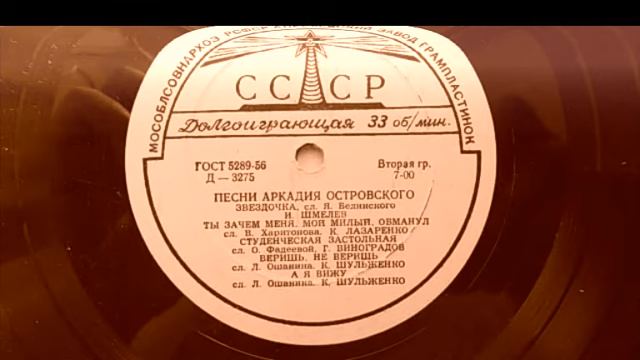 МОСОБЛСОВНАРХОЗ РСФСР АПРЕЛЕВСКИЙ ЗАВОД ГРАМПЛАСТИНОК
СССР
Долгоиграющая 33 об/мин.
ГОСТ 5289-56 Вторая гр.
Д — 3275 7-00
ПЕСНИ АРКАДИЯ ОСТРОВСКОГО
ЗВЕЗДОЧКА, сл. Я. Белинского
И. ШМЕЛЕВ
ТЫ ЗАЧЕМ МЕНЯ, МОЙ МИЛЫЙ, ОБМАНУЛ
сл. В. Харитонова, К. ЛАЗАРЕНКО
СТУДЕНЧЕСКАЯ ЗАСТОЛЬНАЯ
сл. О. Фадеевой, Г. ВИНОГРАДОВ
ВЕРИШЬ, НЕ ВЕРИШЬ
сл. Л. Ошанина, К. ШУЛЬЖЕНКО
А Я ВИЖУ
сл. Л. Ошанина, К. ШУЛЬЖЕНКО